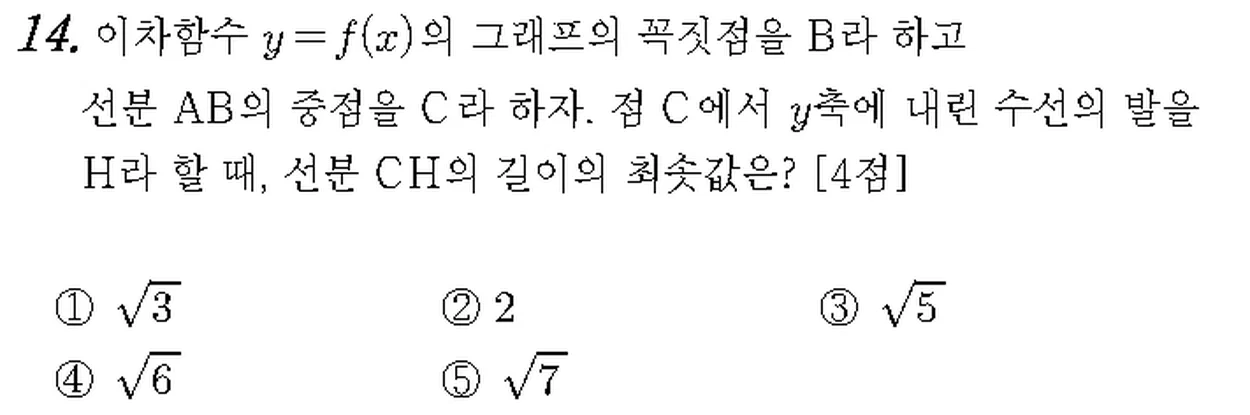 14. 이차함수 y=f(x)의 그래프의 꼭짓점을 B라 하고
선분 AB의 중점을 C라 하자. 점 C에서 y축에 내린 수선의 발을
H라 할 때, 선분 CH의 길이의 최솟값은? [4점]
① √3 ② 2 ③ √5
④ √6 ⑤ √7